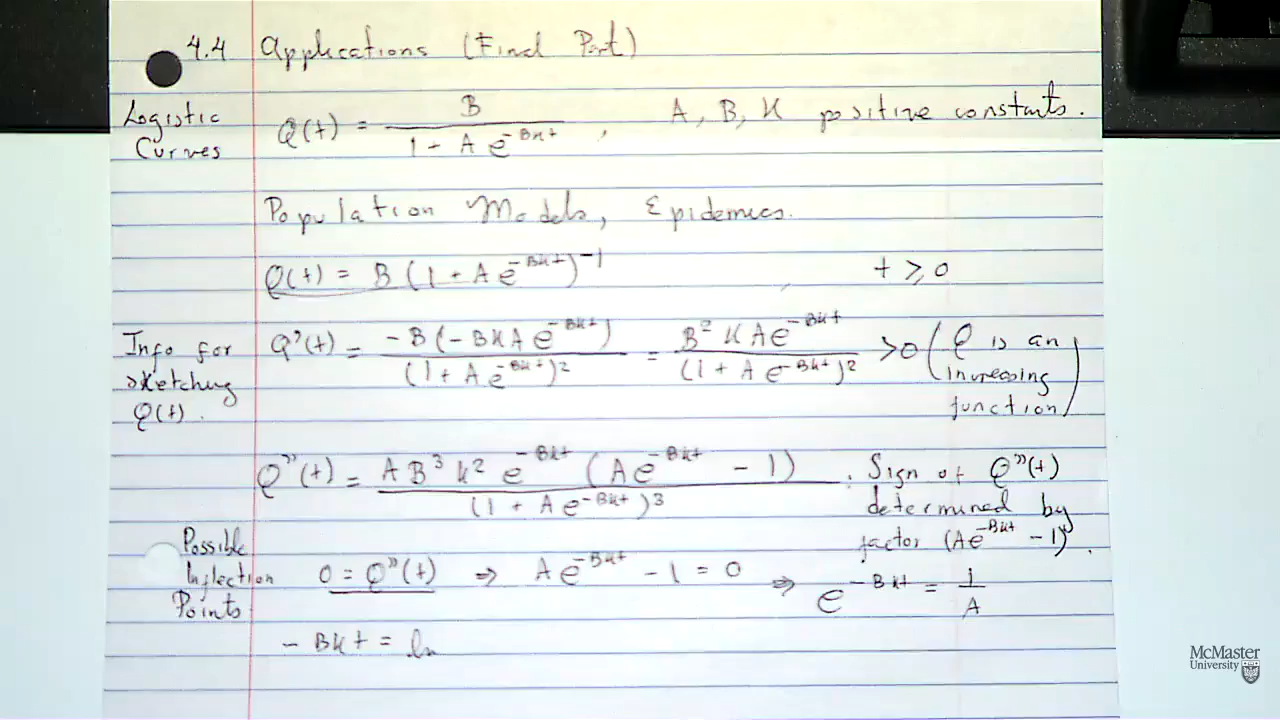 4.4 Applications (Final Part)
Logistic Curves
Q(t) = B / (1 + A e^{-Bkt}), A, B, k positive constants.
Population Models, Epidemics.
Q(t) = B (1 + A e^{-Bkt})^{-1} t ≥ 0
Info for sketching Q(t).
Q'(t) = -B(-BkA e^{-Bkt}) / (1 + A e^{-Bkt})^2 = B^2 k A e^{-Bkt} / (1 + A e^{-Bkt})^2 > 0 (Q is an increasing function)
Q''(t) = A B^3 k^2 e^{-Bkt} (A e^{-Bkt} - 1) / (1 + A e^{-Bkt})^3 . Sign of Q''(t)
determined by
factor (A e^{-Bkt} - 1).
Possible Inflection Points
0 = Q''(t) ⇒ A e^{-Bkt} - 1 = 0 ⇒ e^{-Bkt} = 1/A
- Bkt = ln
McMaster
University